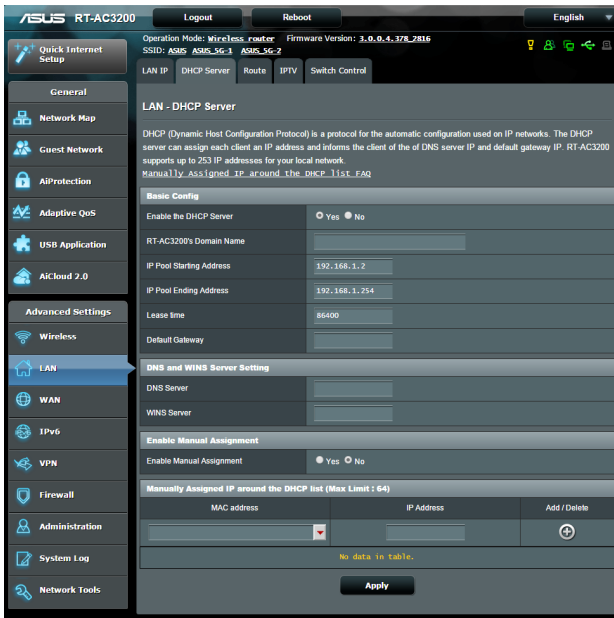 ASUS RT-AC3200 Logout Reboot English
Quick Internet Setup
Operation Mode: Wireless router Firmware Version: 3.0.0.4.378_2816
SSID: ASUS ASUS_5G-1 ASUS_5G-2
LAN IP DHCP Server Route IPTV Switch Control
General
Network Map
Guest Network
AiProtection
Adaptive QoS
USB Application
AiCloud 2.0
Advanced Settings
Wireless
LAN
WAN
IPv6
VPN
Firewall
Administration
System Log
Network Tools
LAN - DHCP Server
DHCP (Dynamic Host Configuration Protocol) is a protocol for the automatic configuration used on IP networks. The DHCP
server can assign each client an IP address and informs the client of the of DNS server IP and default gateway IP. RT-AC3200
supports up to 253 IP addresses for your local network.
Manually Assigned IP around the DHCP list FAQ
Basic Config
Enable the DHCP Server Yes No
RT-AC3200's Domain Name
IP Pool Starting Address 192.168.1.2
IP Pool Ending Address 192.168.1.254
Lease time 86400
Default Gateway
DNS and WINS Server Setting
DNS Server
WINS Server
Enable Manual Assignment
Enable Manual Assignment Yes No
Manually Assigned IP around the DHCP list (Max Limit : 64)
MAC address IP Address Add / Delete
No data in table.
Apply